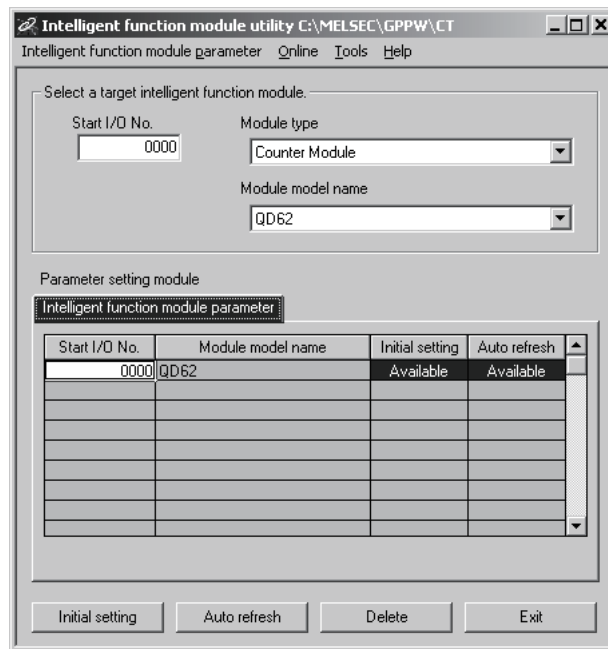 Intelligent function module utility C:\MELSEC\GPPW\CT
Intelligent function module parameter Online Tools Help
Select a target intelligent function module.
Start I/O No. Module type
0000 Counter Module
Module model name
QD62
Parameter setting module
Intelligent function module parameter
Start I/O No. Module model name Initial setting Auto refresh
0000 QD62 Available Available
Initial setting Auto refresh Delete Exit